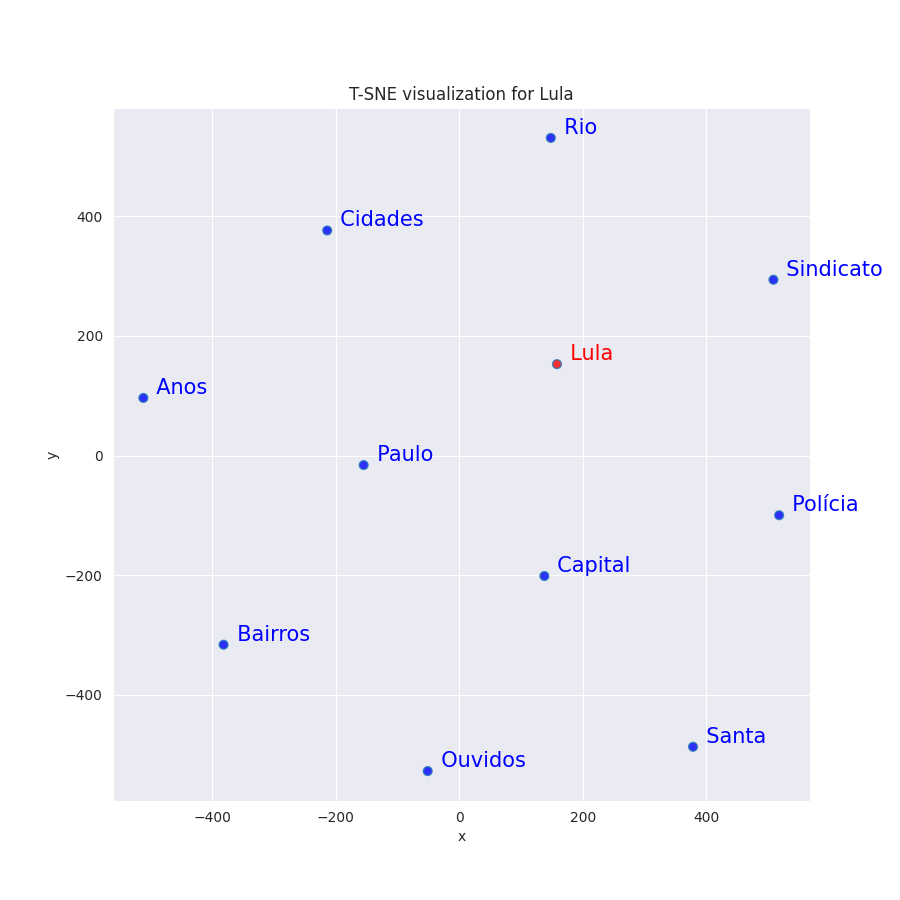 T-SNE visualization for Lula
Rio
Cidades
400
Sindicato
200
Lula
Anos
y
0
Paulo
Polícia
Capital
−200
Bairros
−400
Santa
Ouvidos
−400
−200
0
200
400
x